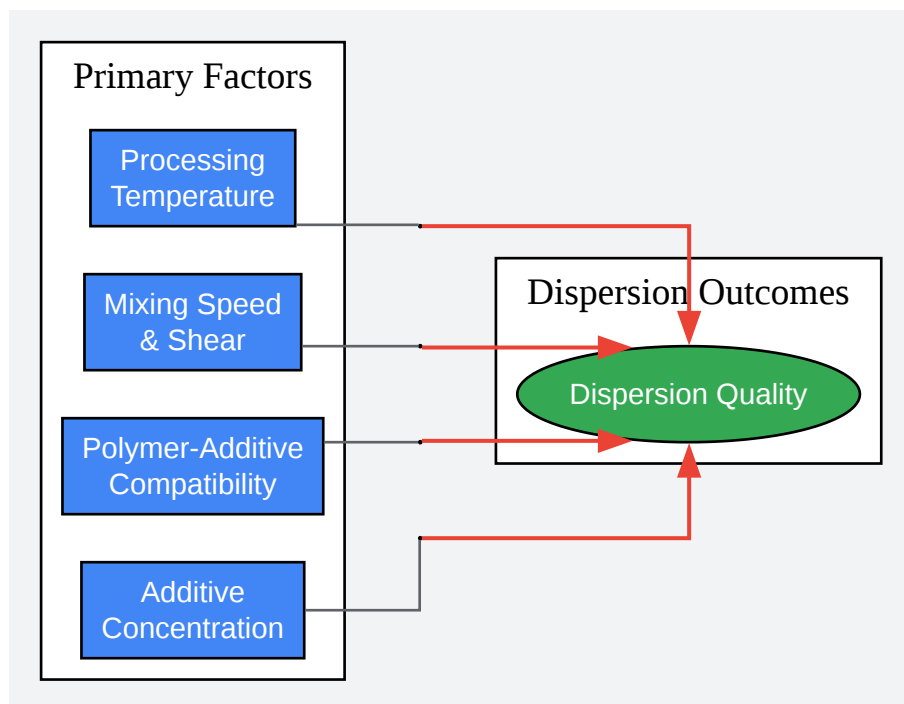 Primary Factors
Processing
Temperature
Mixing Speed
& Shear
Polymer-Additive
Compatibility
Additive
Concentration
Dispersion Outcomes
Dispersion Quality